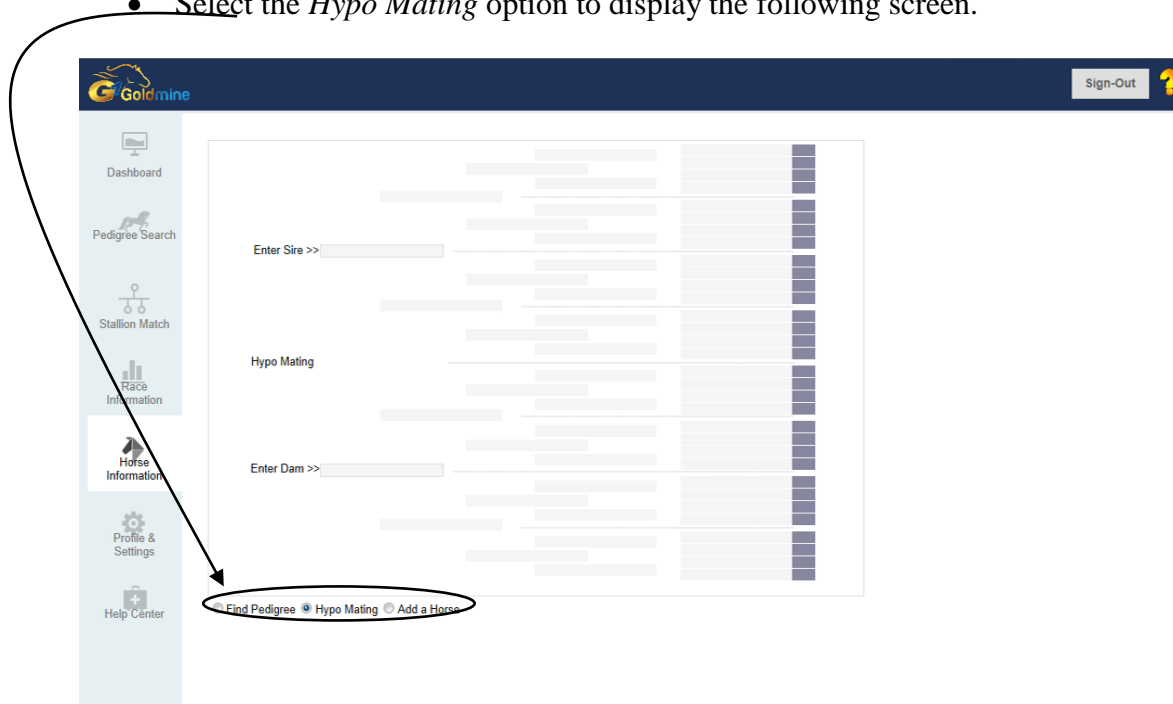 ● Select the Hypo Mating option to display the following screen.
G1 Goldmine
Sign-Out
?
Dashboard
Pedigree Search
Stallion Match
Race
Information
Horse
Information
Profile &
Settings
Help Center
Enter Sire >>
Hypo Mating
Enter Dam >>
Find Pedigree Hypo Mating Add a Horse